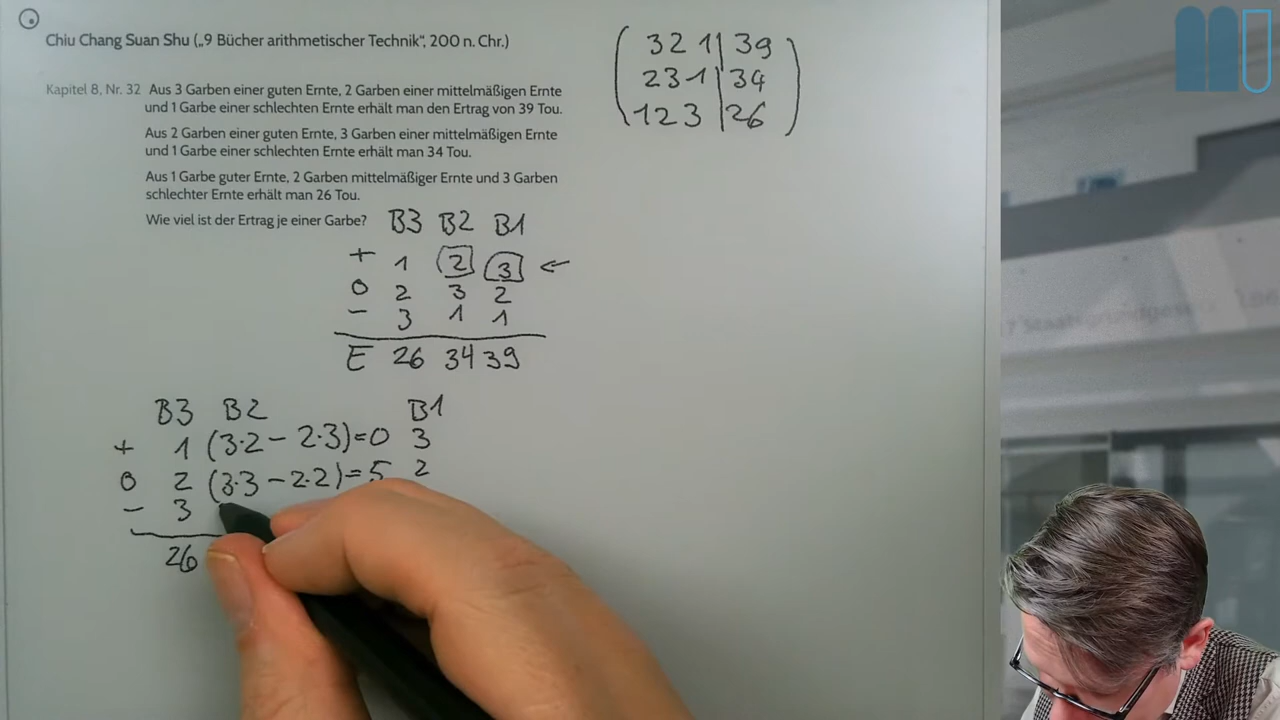 Chiu Chang Suan Shu („9 Bücher arithmetischer Technik“, 200 n. Chr.)
Kapitel 8, Nr. 32 Aus 3 Garben einer guten Ernte, 2 Garben einer mittelmäßigen Ernte
und 1 Garbe einer schlechten Ernte erhält man den Ertrag von 39 Tou.
Aus 2 Garben einer guten Ernte, 3 Garben einer mittelmäßigen Ernte
und 1 Garbe einer schlechten Ernte erhält man 34 Tou.
Aus 1 Garbe guter Ernte, 2 Garben mittelmäßiger Ernte und 3 Garben
schlechter Ernte erhält man 26 Tou.
Wie viel ist der Ertrag je einer Garbe?
3 2 1 | 39
2 3 1 | 34
1 2 3 | 26
B3 B2 B1
+ 1 2 3 ←
0 2 3 2
- 3 1 1
E 26 34 39
B3 B2 B1
+ 1 (3·2 - 2·3)=0 3
0 2 (3·3 - 2·2)=5 2
- 3
26